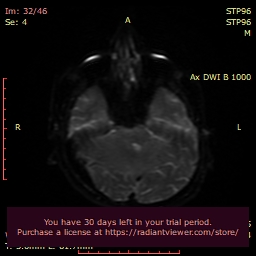 Im: 32/46
Se: 4
STP96
STP96
M
A
Ax DWI B 1000
R
L
You have 30 days left in your trial period.
Purchase a license at https://radiantviewer.com/store/